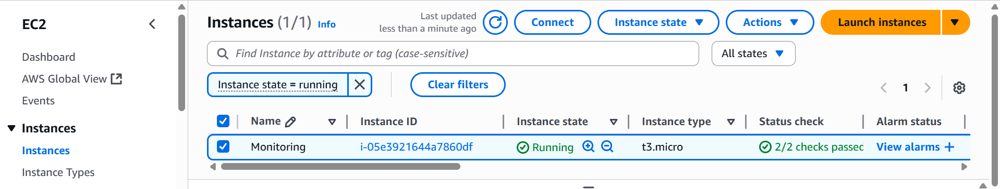 EC2
Dashboard
AWS Global View
Events
Instances
Instances
Instance Types
Instances (1/1) Info
Last updated
less than a minute ago
Connect
Instance state
Actions
Launch instances
Find Instance by attribute or tag (case-sensitive)
All states
Instance state = running
Clear filters
1
Name Instance ID Instance state Instance type Status check Alarm status
Monitoring i-05e3921644a7860df Running t3.micro 2/2 checks passed View alarms +